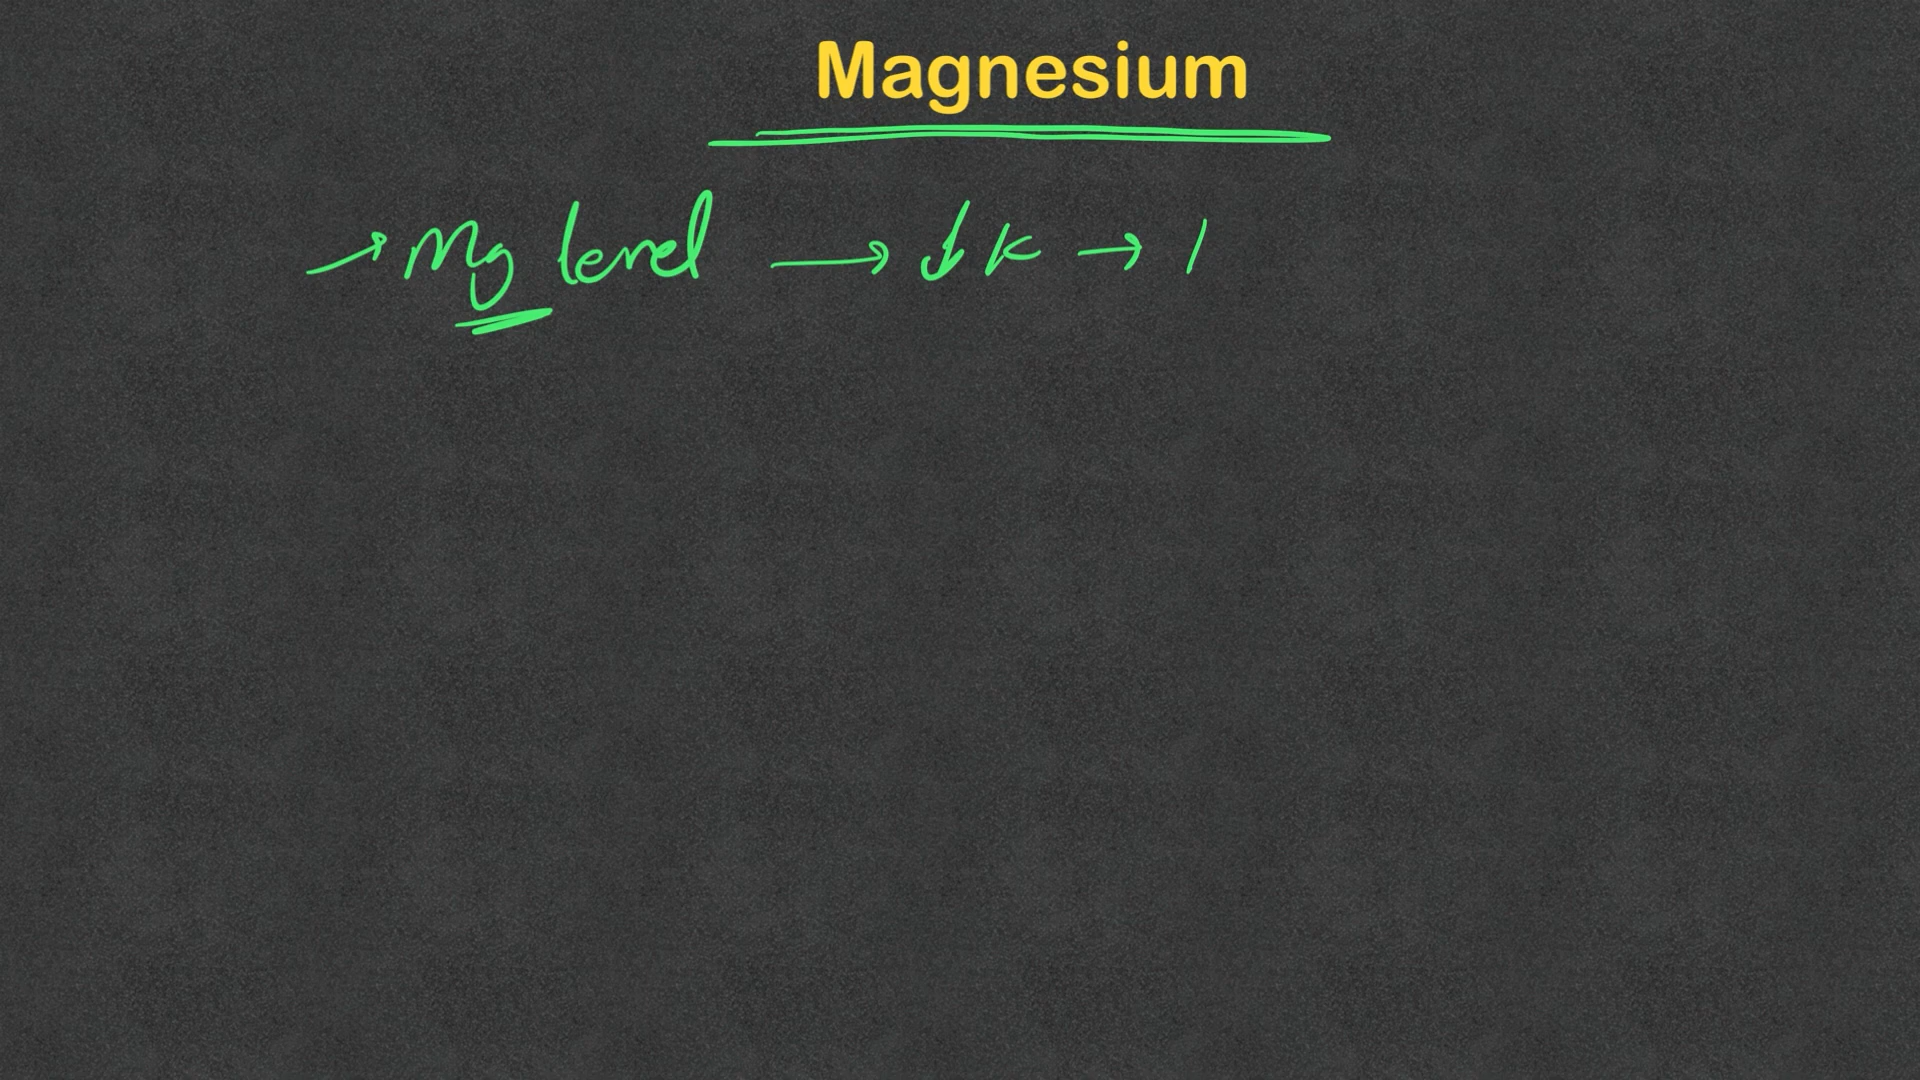 Magnesium
→ Mg level → ↓ K →